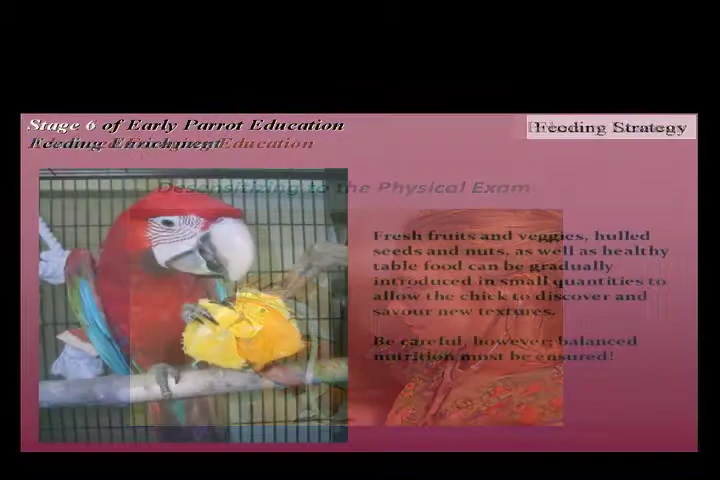 Stage 6 of Early Parrot Education
Feeding Enrichment Education
Feeding Strategy
Desensitizing to the Physical Exam
Fresh fruits and veggies, hulled
seeds and nuts, as well as healthy
table food can be gradually
introduced in small quantities to
allow the chick to discover and
savour new textures.
Be careful, however; balanced
nutrition must be ensured!